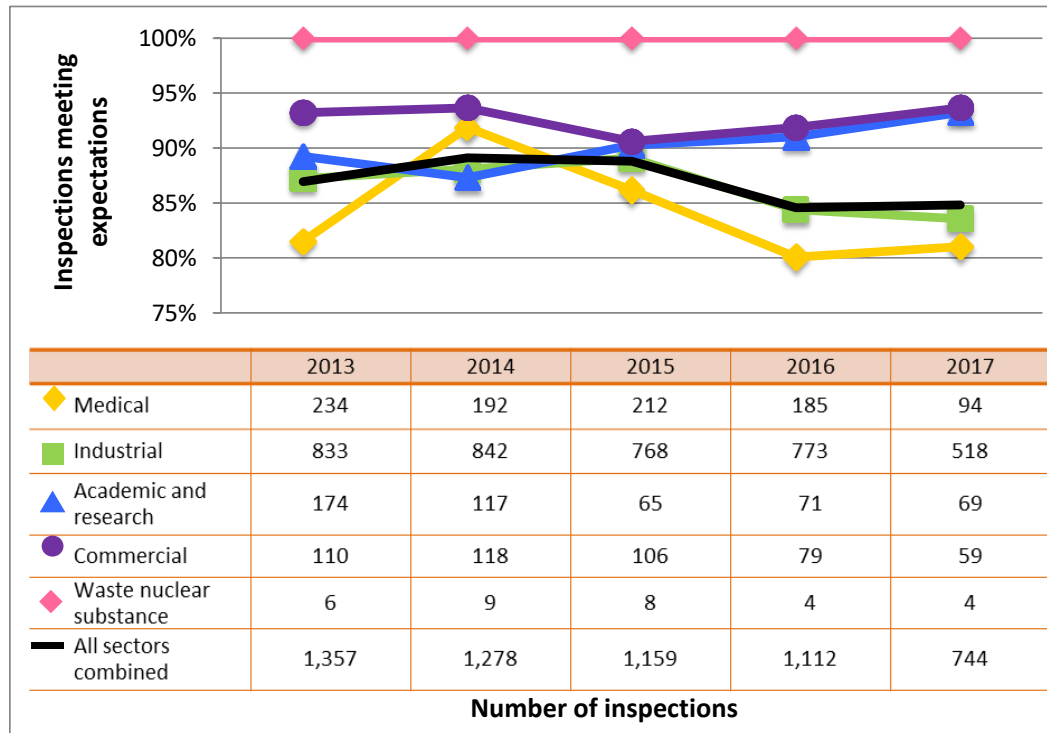 100%
95%
90%
85%
80%
75%
Inspections meeting
expectations
2013 2014 2015 2016 2017
Medical 234 192 212 185 94
Industrial 833 842 768 773 518
Academic and
research 174 117 65 71 69
Commercial 110 118 106 79 59
Waste nuclear
substance 6 9 8 4 4
All sectors
combined 1,357 1,278 1,159 1,112 744
Number of inspections